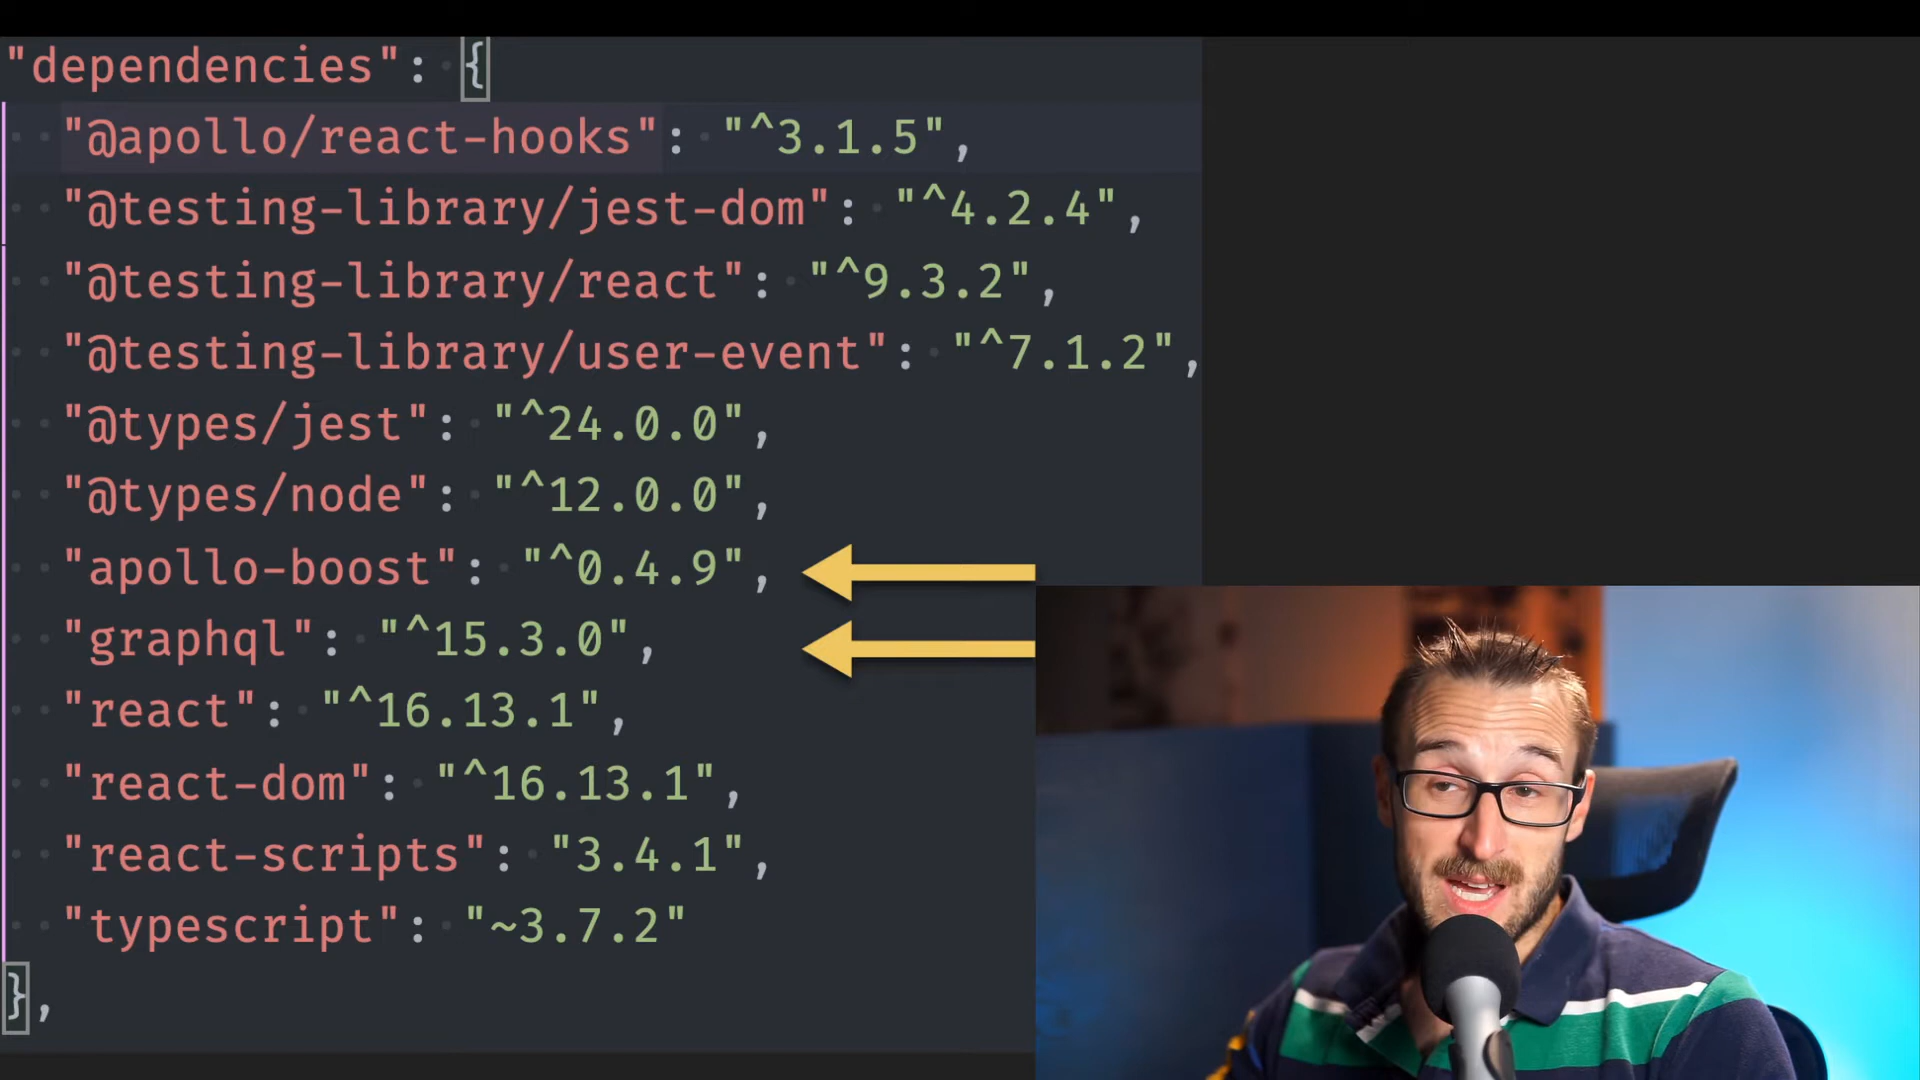 "dependencies": {
"@apollo/react-hooks": "^3.1.5",
"@testing-library/jest-dom": "^4.2.4",
"@testing-library/react": "^9.3.2",
"@testing-library/user-event": "^7.1.2",
"@types/jest": "^24.0.0",
"@types/node": "^12.0.0",
"apollo-boost": "^0.4.9",
"graphql": "^15.3.0",
"react": "^16.13.1",
"react-dom": "^16.13.1",
"react-scripts": "3.4.1",
"typescript": "~3.7.2"
},